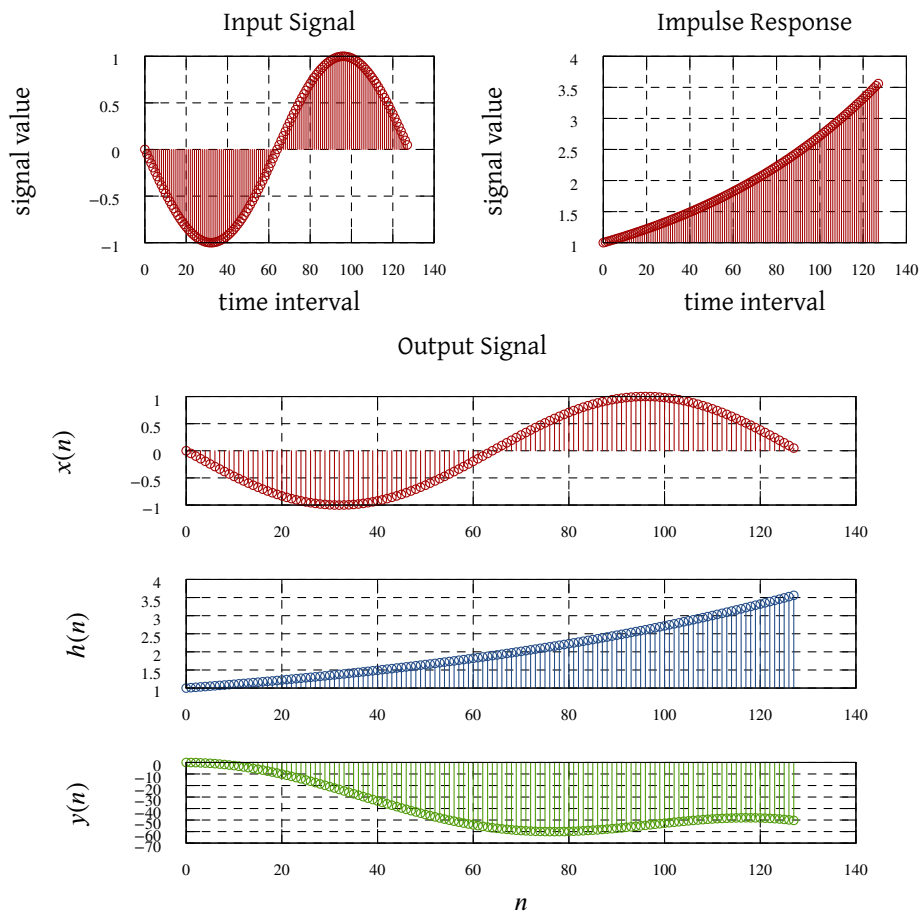 Input Signal
signal value
1
0.5
0
−0.5
−1
0 20 40 60 80 100 120 140
time interval
Impulse Response
signal value
4
3.5
3
2.5
2
1.5
1
0 20 40 60 80 100 120 140
time interval
Output Signal
x(n)
1
0.5
0
−0.5
−1
0 20 40 60 80 100 120 140
h(n)
4
3.5
3
2.5
2
1.5
1
0 20 40 60 80 100 120 140
y(n)
0
−10
−20
−30
−40
−50
−60
−70
0 20 40 60 80 100 120 140
n